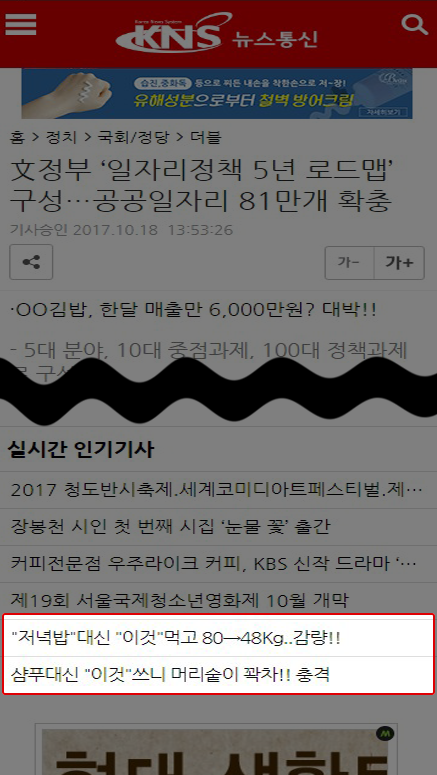 Korea News System
KNS 뉴스통신
습진,중화독 등으로 찌든 내손을 착한손으로 저~장!
유해성분으로부터 철벽 방어크림
자세히보기
홈 > 정치 > 국회/정당 > 더블
文정부 ‘일자리정책 5년 로드맵’
구성…공공일자리 81만개 확충
기사승인 2017.10.18 13:53:26
가- 가+
·OO김밥, 한달 매출만 6,000만원? 대박!!
- 5대 분야, 10대 중점과제, 100대 정책과제
로 구성
실시간 인기기사
2017 청도반시축제.세계코미디아트페스티벌.제…
장봉천 시인 첫 번째 시집 ‘눈물 꽃’ 출간
커피전문점 우주라이크 커피, KBS 신작 드라마 ‘…
제19회 서울국제청소년영화제 10월 개막
"저녁밥"대신 "이것"먹고 80→48Kg..감량!!
샴푸대신 "이것"쓰니 머리숱이 꽉차!! 충격